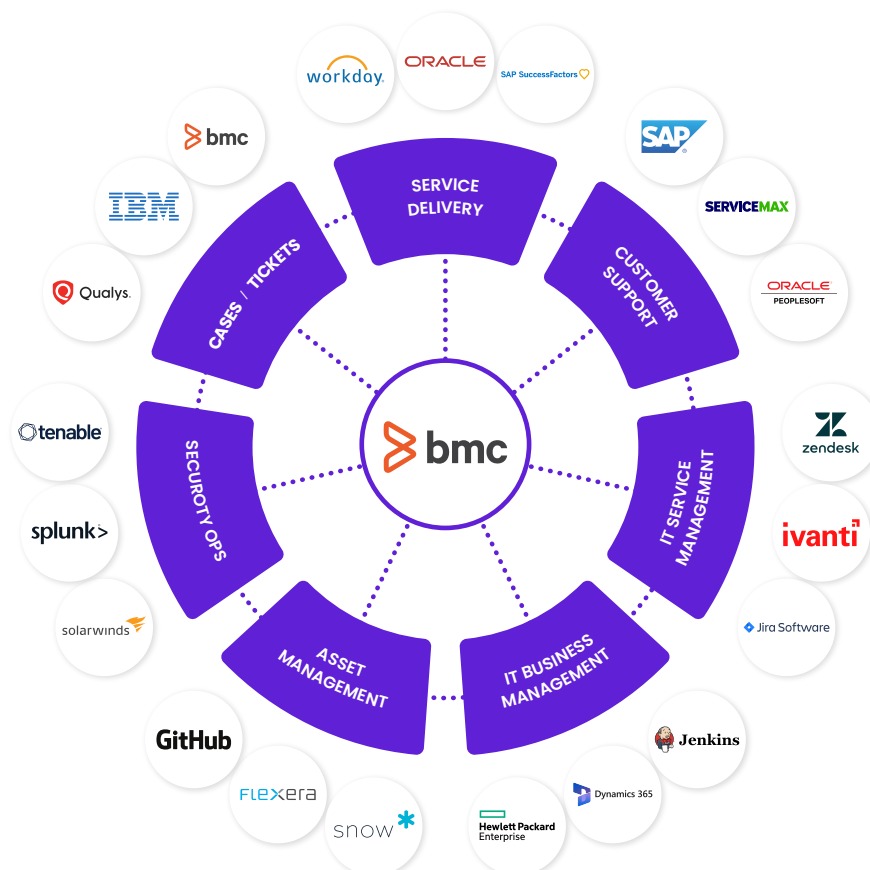 workday.
ORACLE
SAP SuccessFactors
bmc
SAP
®
IBM
SERVICEMAX
Qualys.
ORACLE
PEOPLESOFT
SERVICE
DELIVERY
CUSTOMER
SUPPORT
IT SERVICE
MANAGEMENT
IT BUSINESS
MANAGEMENT
ASSET
MANAGEMENT
SECUROTY OPS
CASES / TICKETS
bmc
tenable
splunk>
solarwinds
zendesk
ivanti
Jira Software
GitHub
FLEXERA
snow
Hewlett Packard
Enterprise
Dynamics 365
Jenkins